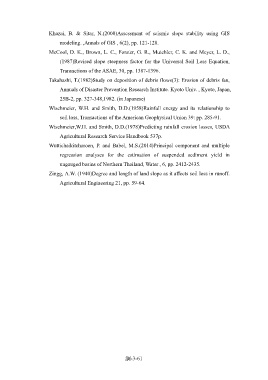 Khazai, B. & Sitar, N.(2000)Assessment of seismic slope stability using GIS
modeling. ,Annals of GIS , 6(2), pp. 121-128.
McCool, D. K., Brown, L. C., Forster, G. R., Mutchler, C. K. and Meyer, L. D.,
(1987)Revised slope steepness factor for the Universal Soil Loss Equation,
Transactions of the ASAE, 30, pp. 1387-1396.
Takahashi, T.(1982)Study on deposition of debris flows(3): Erosion of debris fan,
Annuals of Disaster Prevention Research Institute. Kyoto Univ. , Kyoto, Japan,
25B-2, pp. 327-348,1982. (in Japanese)
Wischmeier, W.H. and Smith, D.D.(1958)Rainfall energy and its relationship to
soil loss, Transactions of the American Geophysical Union 39: pp. 285-91.
Wischmeier,W.H. and Smith, D.D.(1978)Predicting rainfall erosion losses, USDA
Agricultural Research Service Handbook 537p.
Wuttichaikitcharoen, P. and Babel, M.S.(2014)Principal component and multiple
regression analyses for the estimation of suspended sediment yield in
ungauged basins of Northern Thailand, Water , 6, pp. 2412-2435.
Zingg, A.W. (1940)Degree and length of land slope as it affects soil loss in runoff.
Agricultural Engineering 21, pp. 59-64.